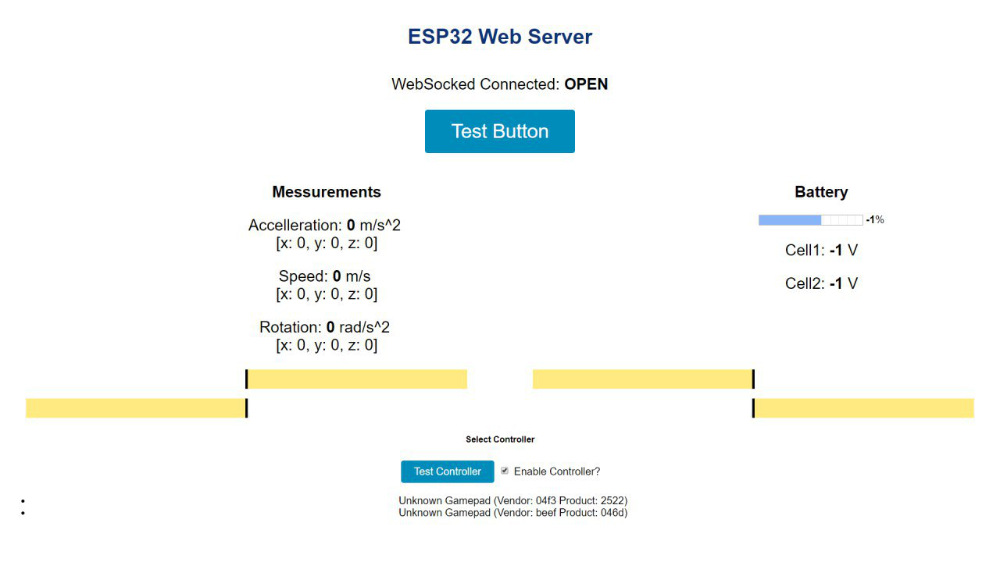 ESP32 Web Server
WebSocked Connected: OPEN
Test Button
Messurements
Accelleration: 0 m/s^2
[x: 0, y: 0, z: 0]
Speed: 0 m/s
[x: 0, y: 0, z: 0]
Rotation: 0 rad/s^2
[x: 0, y: 0, z: 0]
Battery
-1%
Cell1: -1 V
Cell2: -1 V
Select Controller
Test Controller Enable Controller?
Unknown Gamepad (Vendor: 04f3 Product: 2522)
Unknown Gamepad (Vendor: beef Product: 046d)